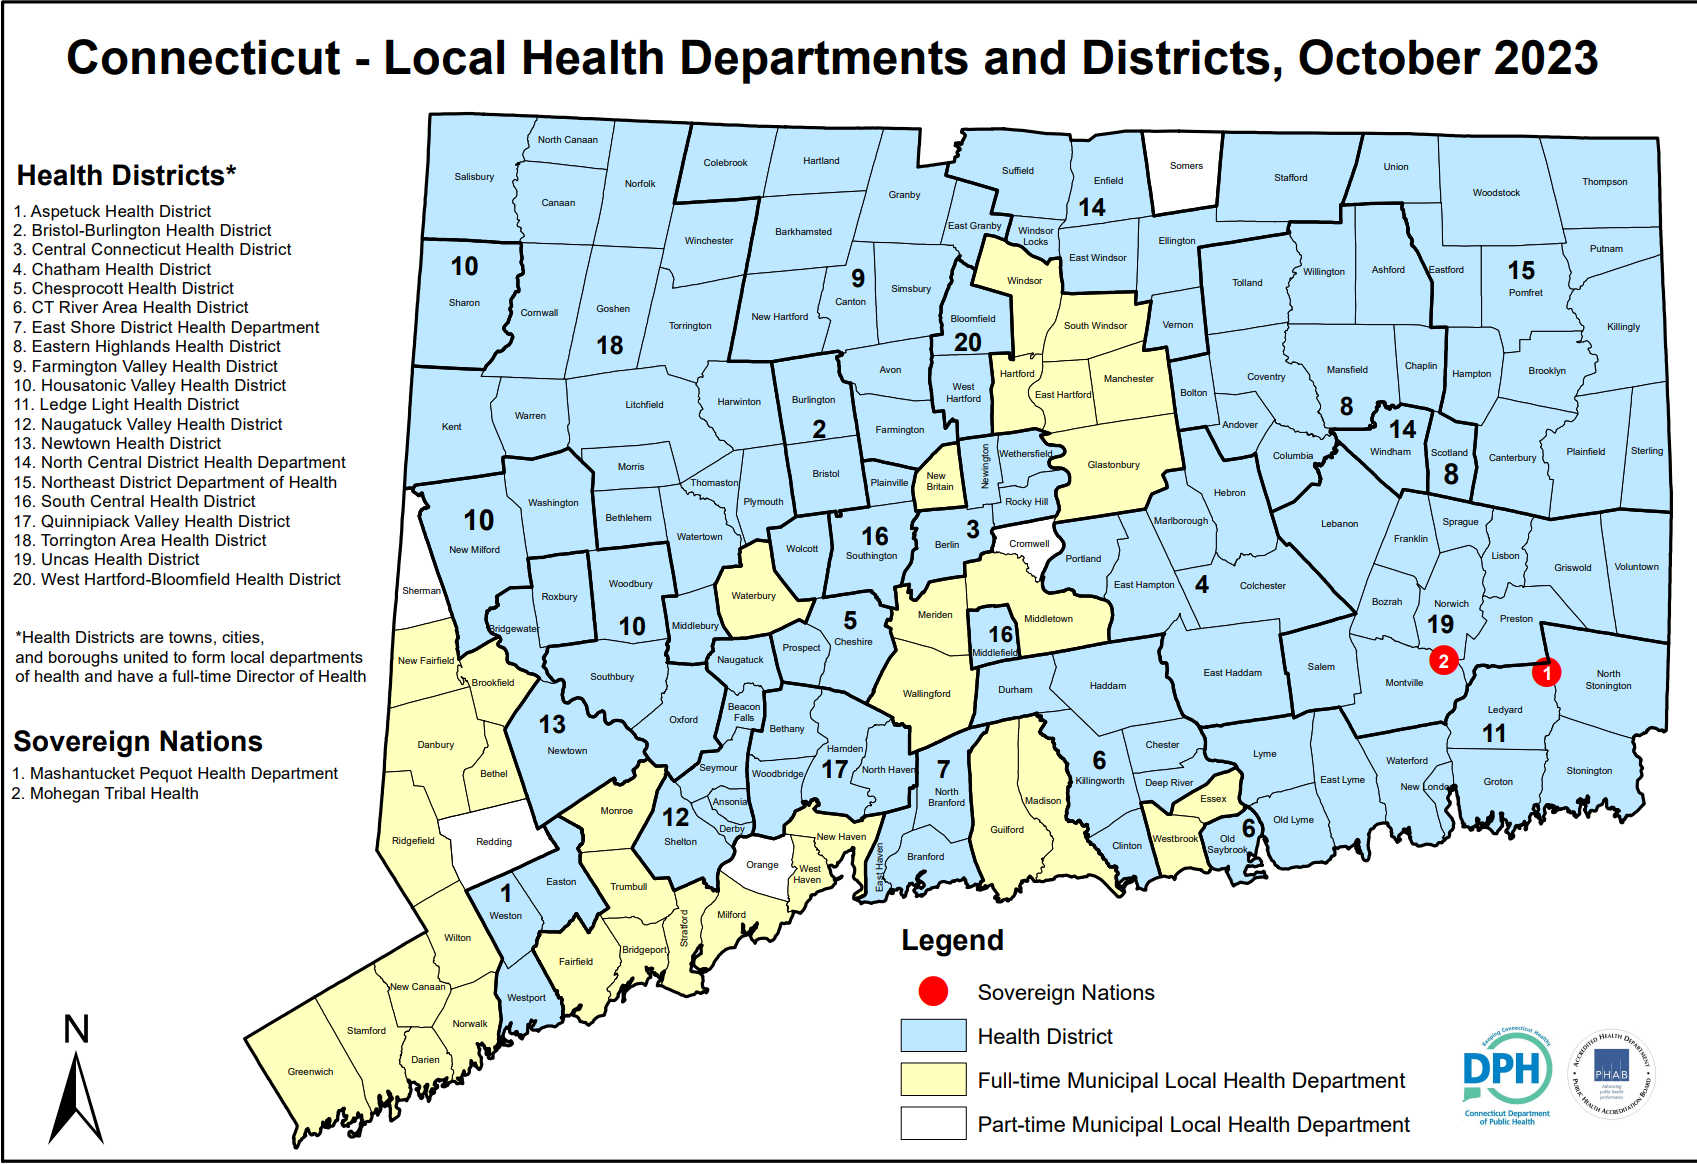 Connecticut - Local Health Departments and Districts, October 2023
Health Districts*
1. Aspetuck Health District
2. Bristol-Burlington Health District
3. Central Connecticut Health District
4. Chatham Health District
5. Chesprocott Health District
6. CT River Area Health District
7. East Shore District Health Department
8. Eastern Highlands Health District
9. Farmington Valley Health District
10. Housatonic Valley Health District
11. Ledge Light Health District
12. Naugatuck Valley Health District
13. Newtown Health District
14. North Central District Health Department
15. Northeast District Department of Health
16. South Central Health District
17. Quinnipiack Valley Health District
18. Torrington Area Health District
19. Uncas Health District
20. West Hartford-Bloomfield Health District
*Health Districts are towns, cities,
and boroughs united to form local departments
of health and have a full-time Director of Health
Sovereign Nations
1. Mashantucket Pequot Health Department
2. Mohegan Tribal Health
N
Salisbury
North Canaan
Canaan
Norfolk
Colebrook
Hartland
Granby
Suffield
Enfield
14
Somers
Stafford
Union
Woodstock
Thompson
10
Sharon
Cornwall
Goshen
18
Winchester
Torrington
Barkhamsted
New Hartford
9
Canton
Simsbury
East Granby
Windsor
Locks
East Windsor
Ellington
Windsor
Bloomfield
20
South Windsor
Vernon
Tolland
Willington
Ashford
Eastford
15
Pomfret
Putnam
Killingly
Kent
Warren
Litchfield
Harwinton
Burlington
2
Bristol
Avon
Farmington
West
Hartford
Hartford
East Hartford
Manchester
Bolton
Coventry
Andover
Mansfield
8
Chaplin
Hampton
Brooklyn
Columbia
14
Windham
Scotland
8
Canterbury
Plainfield
Sterling
Morris
Thomaston
Plymouth
Plainville
New
Britain
Newington
Wethersfield
Rocky Hill
Glastonbury
Hebron
Marlborough
Lebanon
10
New Milford
Washington
Bethlehem
Watertown
Wolcott
16
Southington
3
Berlin
Cromwell
Portland
East Hampton
4
Colchester
Franklin
Sprague
Lisbon
Griswold
Voluntown
Sherman
Bridgewater
Roxbury
Woodbury
10
Waterbury
Middlebury
Naugatuck
Prospect
5
Cheshire
Meriden
16
Middlefield
Middletown
Bozrah
Norwich
19
Preston
2
1
North
Stonington
New Fairfield
Brookfield
Southbury
Oxford
Beacon
Falls
Bethany
Wallingford
Durham
Haddam
East Haddam
Salem
Montville
Ledyard
11
Danbury
Bethel
13
Newtown
Seymour
Woodbridge
Hamden
17
North Haven
7
North
Branford
6
Killingworth
Chester
Deep River
Lyme
East Lyme
Waterford
New London
Groton
Stonington
Ridgefield
Redding
Monroe
12
Shelton
Ansonia
Derby
New Haven
East Haven
Branford
Guilford
Madison
Clinton
Westbrook
Essex
6
Old
Saybrook
Old Lyme
1
Weston
Easton
Trumbull
Orange
West
Haven
Wilton
Fairfield
Bridgeport
Stratford
Milford
New Canaan
Westport
Norwalk
Stamford
Darien
Greenwich
Legend
Sovereign Nations
Health District
Full-time Municipal Local Health Department
Part-time Municipal Local Health Department
Keeping Connecticut Healthy
DPH
Connecticut Department
of Public Health
ACCREDITED HEALTH DEPARTMENT
PHAB
Advancing
public health
performance
PUBLIC HEALTH ACCREDITATION BOARD